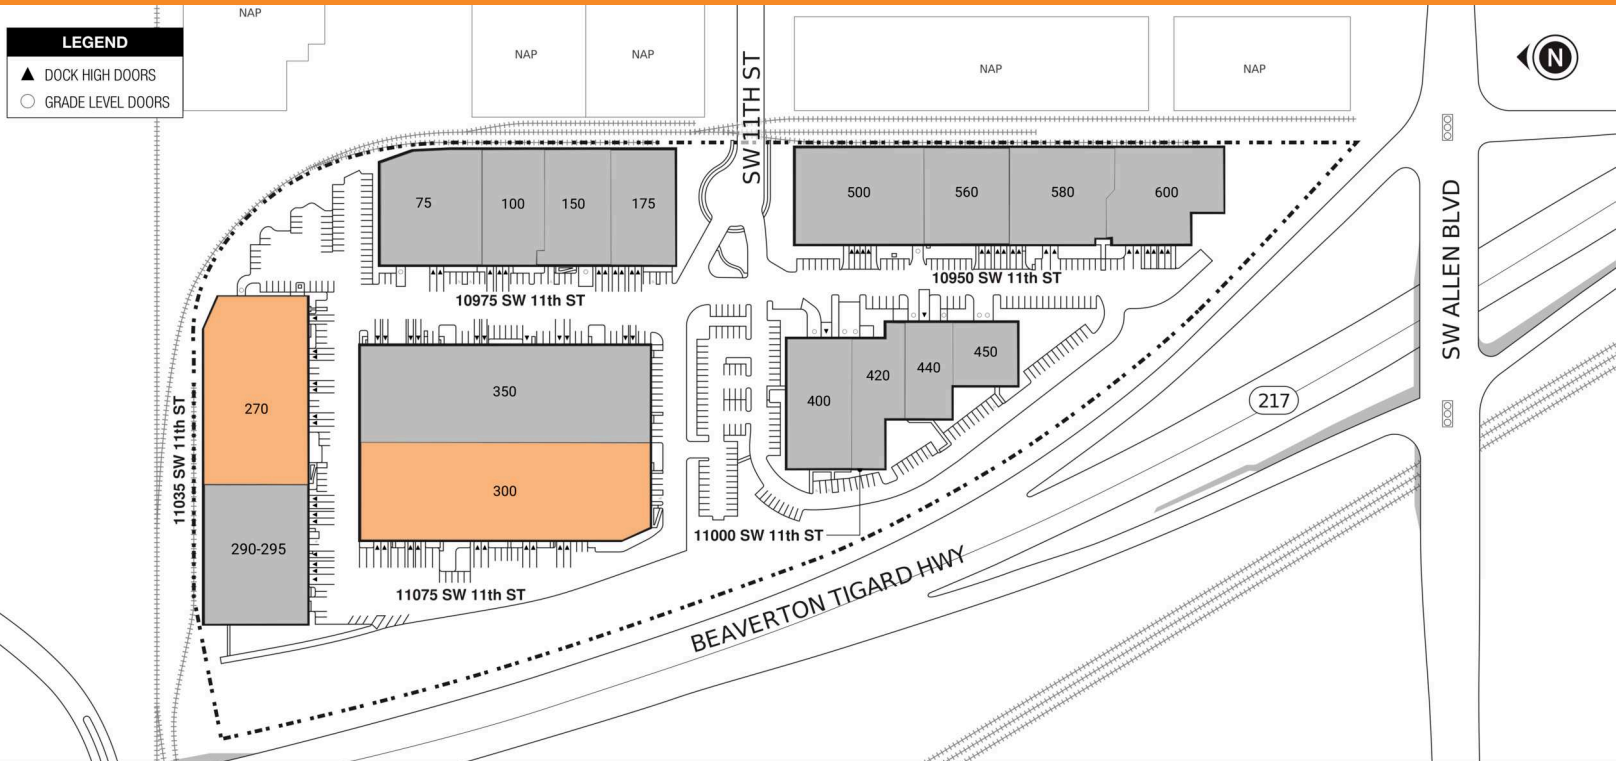 NAP
LEGEND
DOCK HIGH DOORS
GRADE LEVEL DOORS
NAP
NAP
SW 11TH ST
NAP
NAP
N
75
100
150
175
10975 SW 11th ST
500
560
580
600
10950 SW 11th ST
SW ALLEN BLVD
270
11035 SW 11th ST
290-295
350
300
11075 SW 11th ST
400
420
440
450
11000 SW 11th ST
217
BEAVERTON TIGARD HWY